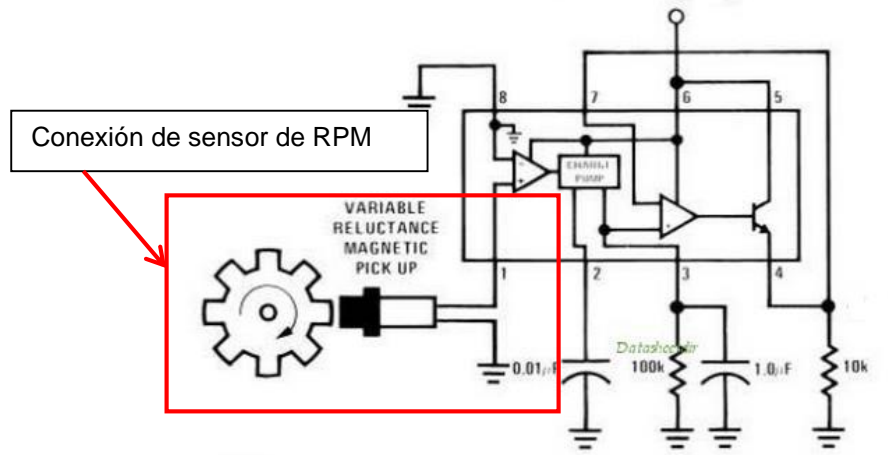 Conexión de sensor de RPM
8
7
6
5
CHARGE
PUMP
VARIABLE
RELUCTANCE
MAGNETIC
PICK UP
1
2
3
4
0.01µF
100k
1.0µF
10k